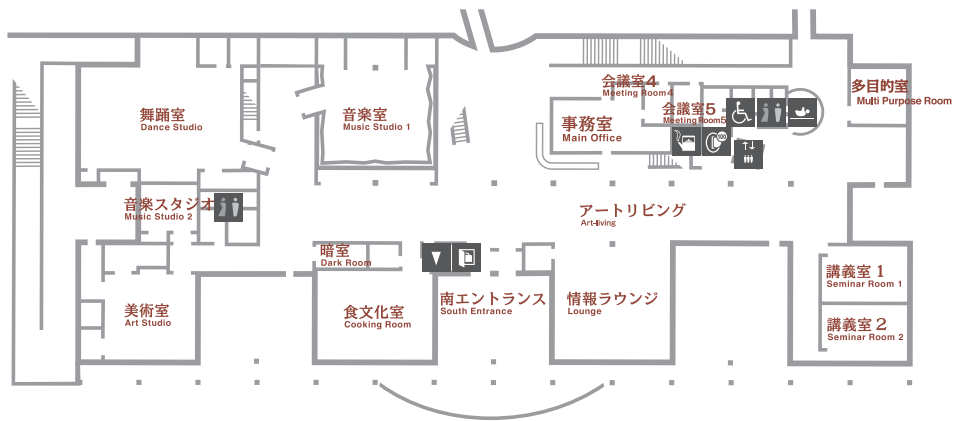 会議室4
Meeting Room4
多目的室
Multi Purpose Room
舞踊室
Dance Studio
音楽室
Music Studio 1
事務室
Main Office
会議室5
Meeting Room5
100
音楽スタジオ
Music Studio 2
アートリビング
Art-living
暗室
Dark Room
講義室 1
Seminar Room 1
美術室
Art Studio
食文化室
Cooking Room
南エントランス
South Entrance
情報ラウンジ
Lounge
講義室 2
Seminar Room 2